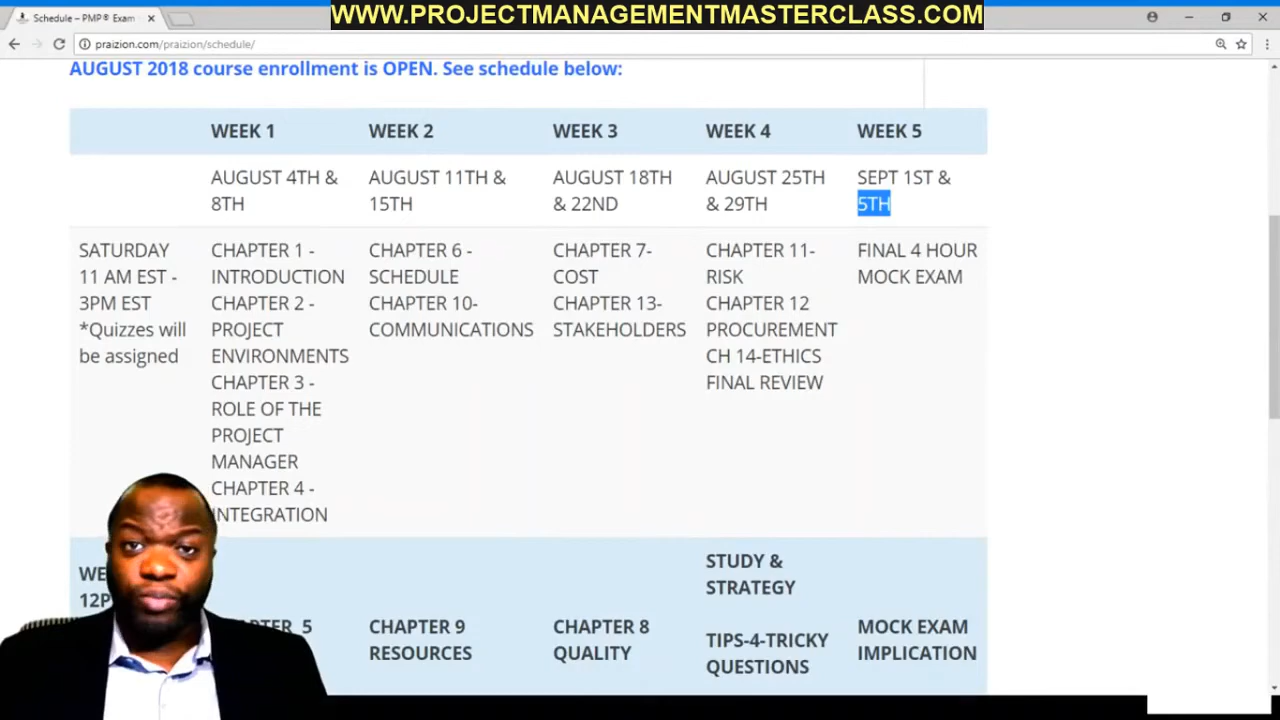 WWW.PROJECTMANAGEMENTMASTERCLASS.COM
Schedule – PMP® Exam
praizion.com/praizion/schedule/
AUGUST 2018 course enrollment is OPEN. See schedule below:
WEEK 1
WEEK 2
WEEK 3
WEEK 4
WEEK 5
AUGUST 4TH &
8TH
AUGUST 11TH &
15TH
AUGUST 18TH
& 22ND
AUGUST 25TH
& 29TH
SEPT 1ST &
5TH
SATURDAY
11 AM EST -
3PM EST
*Quizzes will
be assigned
CHAPTER 1 -
INTRODUCTION
CHAPTER 2 -
PROJECT
ENVIRONMENTS
CHAPTER 3 -
ROLE OF THE
PROJECT
MANAGER
CHAPTER 4 -
INTEGRATION
CHAPTER 6 -
SCHEDULE
CHAPTER 10-
COMMUNICATIONS
CHAPTER 7-
COST
CHAPTER 13-
STAKEHOLDERS
CHAPTER 11-
RISK
CHAPTER 12
PROCUREMENT
CH 14-ETHICS
FINAL REVIEW
FINAL 4 HOUR
MOCK EXAM
5
CHAPTER 9
RESOURCES
CHAPTER 8
QUALITY
STUDY &
STRATEGY
TIPS-4-TRICKY
QUESTIONS
MOCK EXAM
IMPLICATION